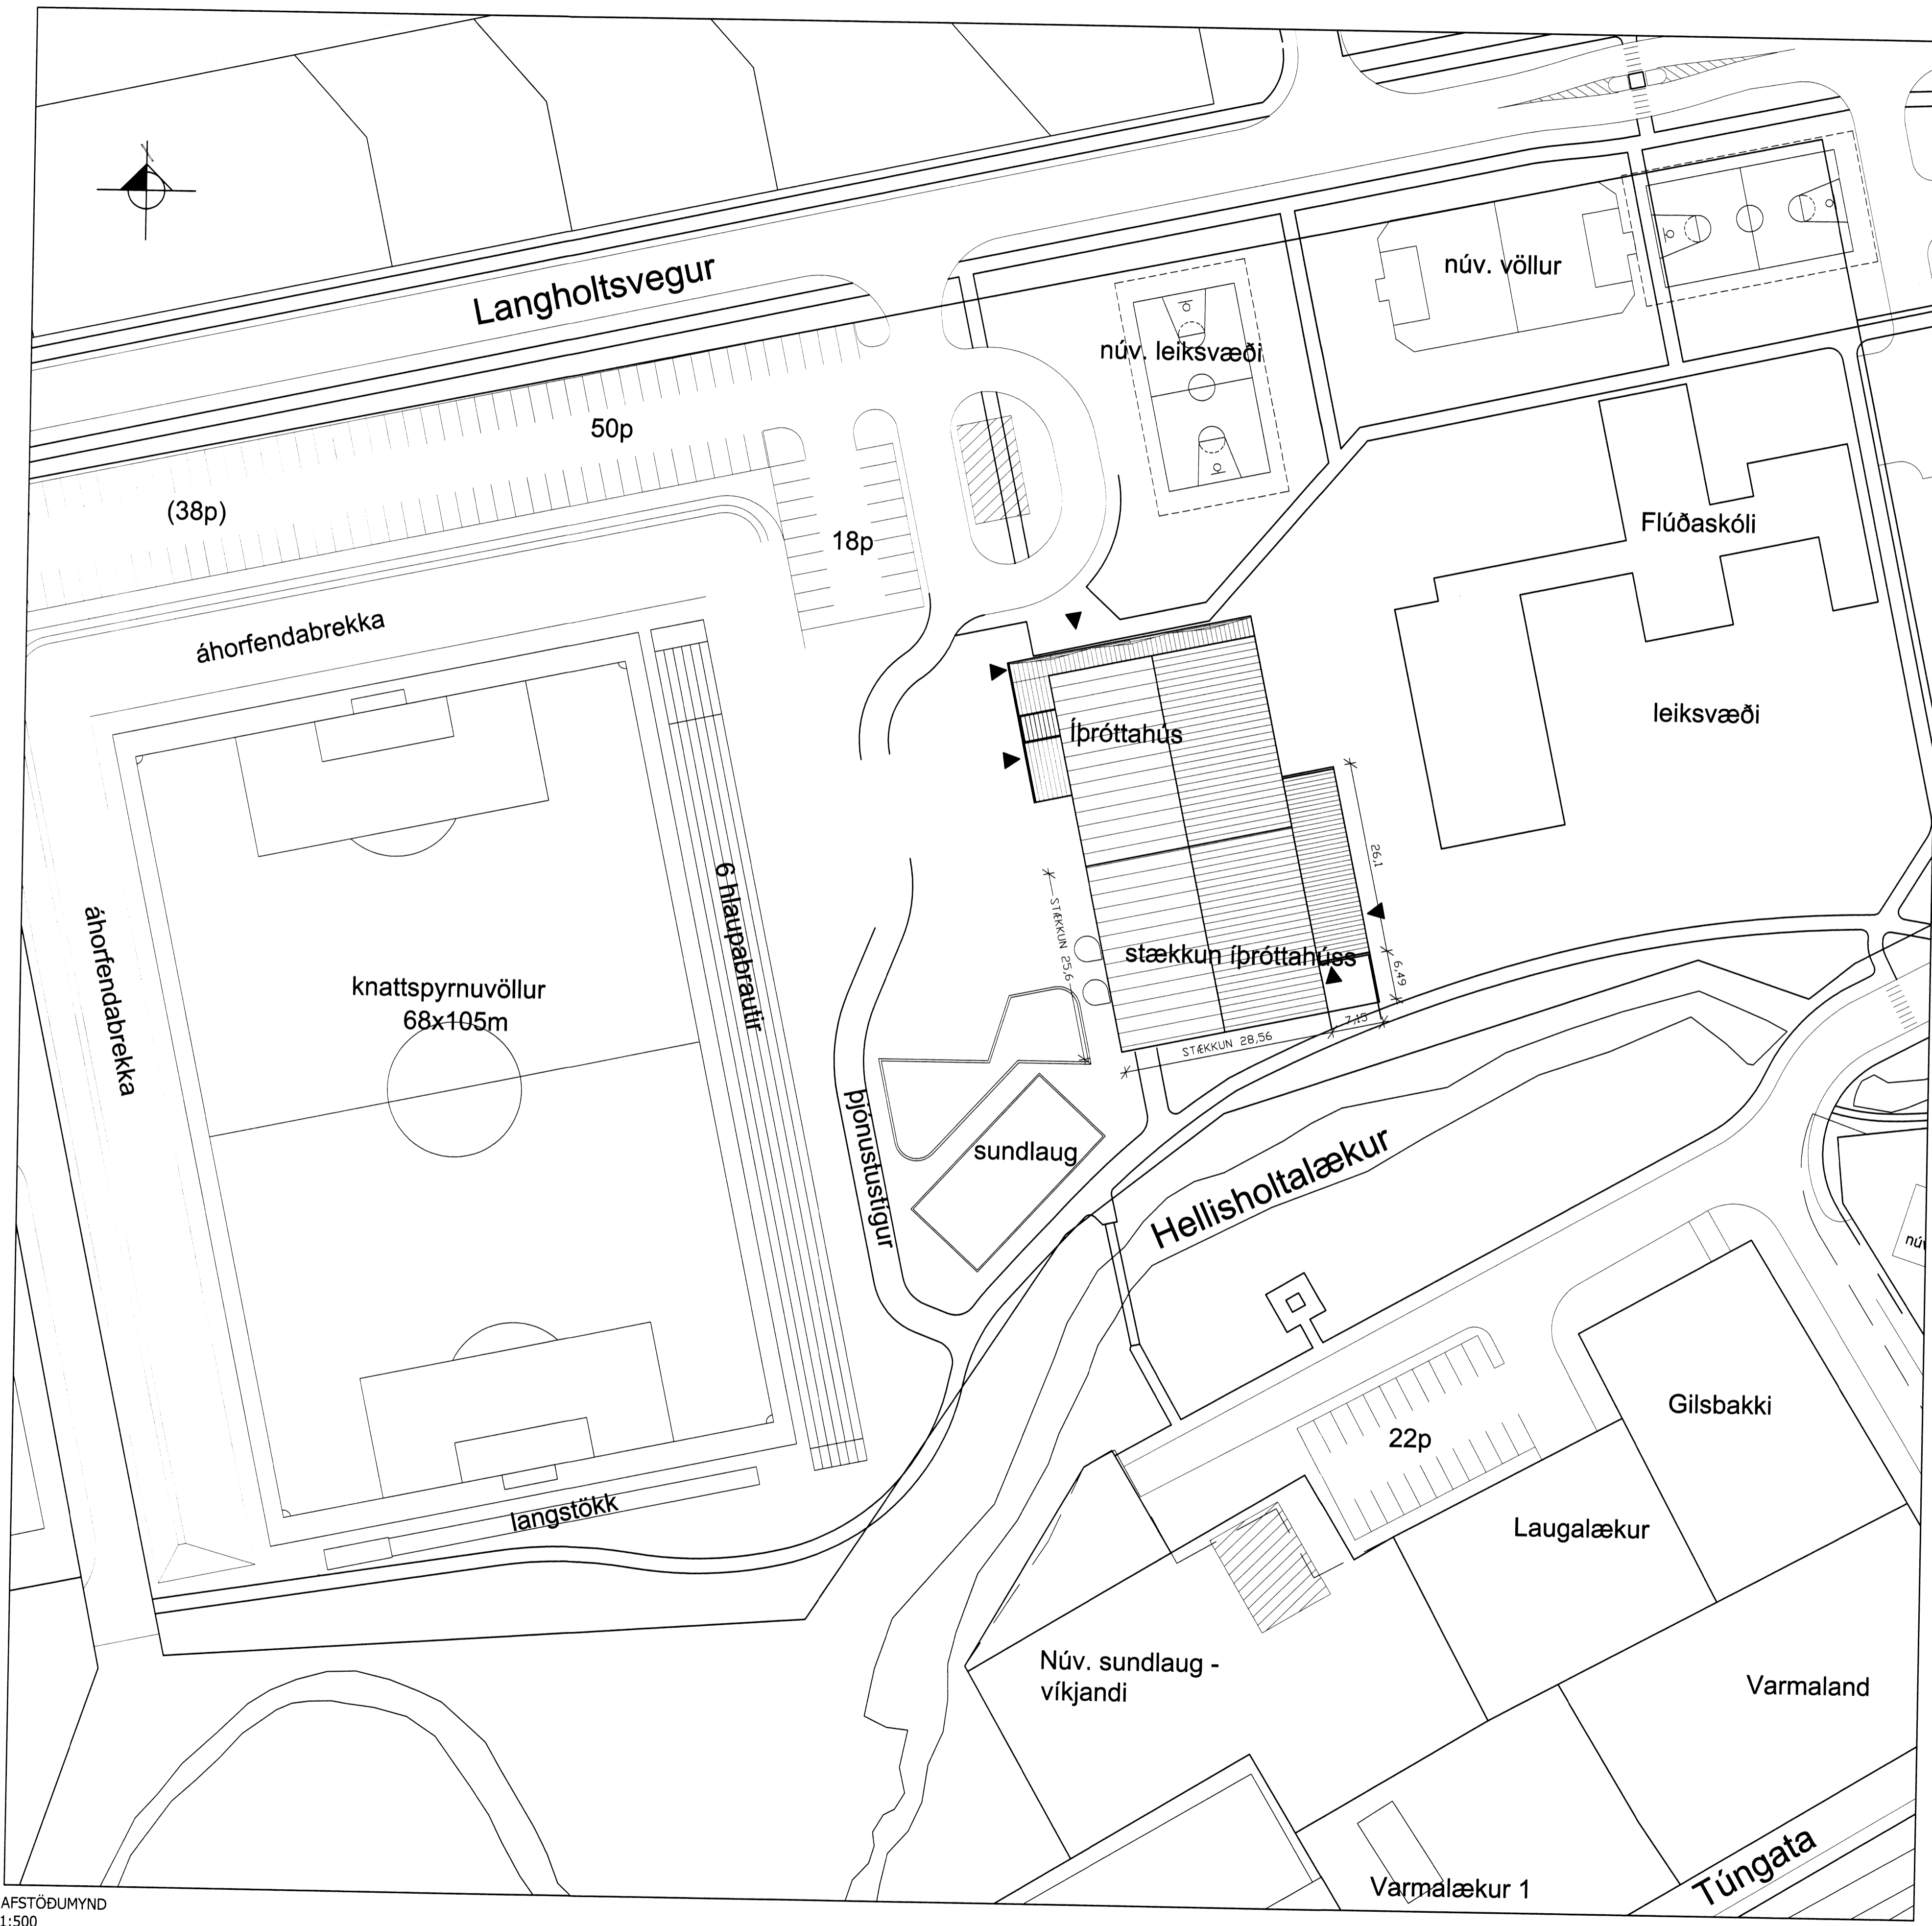 Langholtsvegur
núv. völlur
núv. leiksvæði
50p
(38p)
18p
Flúðaskóli
áhorfendabrekka
leiksvæði
Íþróttahús
26,1
6 hlaupabrautir
áhorfendabrekka
STÆKKUN 25,6
stækkun íþróttahúss
6,49
knattspyrnuvöllur
68x105m
7,15
STÆKKUN 28,56
þjónustustígur
sundlaug
Hellisholtalækur
Gilsbakki
22p
langstökk
Laugalækur
Núv. sundlaug -
víkjandi
Varmaland
Túngata
Varmalækur 1
AFSTÖÐUMYND
1:500